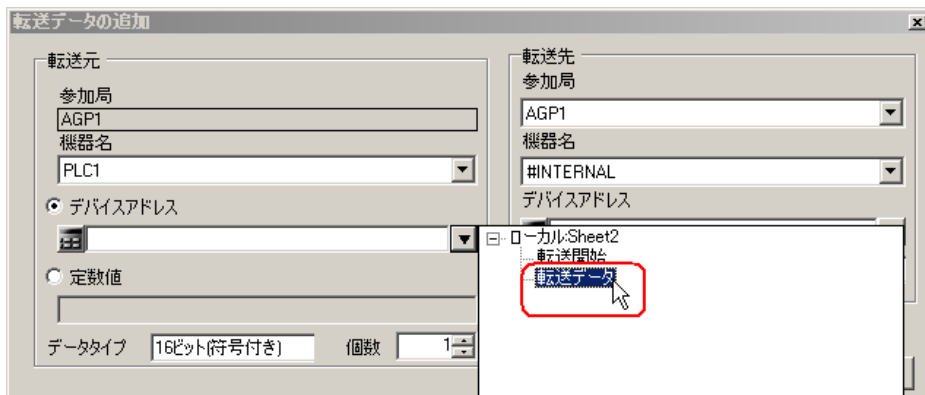 転送データの追加
転送元
参加局
AGP1
機器名
PLC1
デバイスアドレス
定数値
データタイプ 16ビット(符号付き) 個数 1
転送先
参加局
AGP1
機器名
#INTERNAL
デバイスアドレス
ローカル:Sheet2
転送開始
転送データ